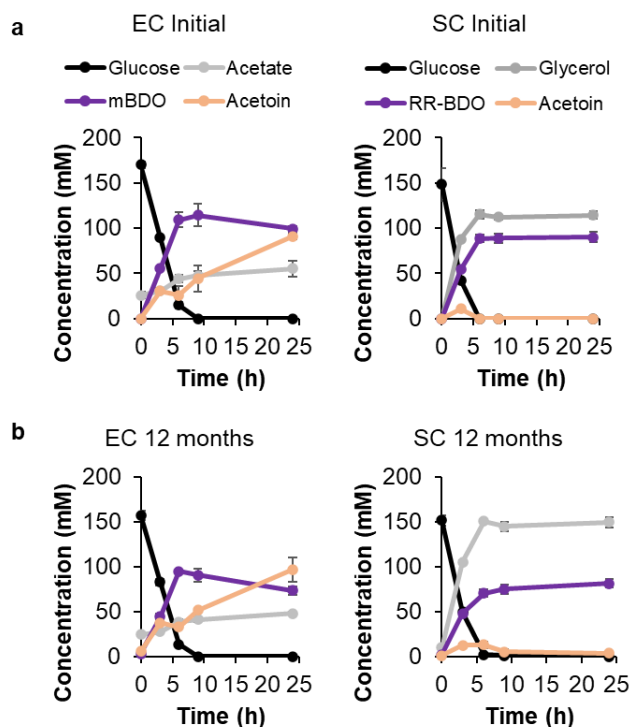 a
EC Initial
SC Initial
Glucose Acetate
mBDO Acetoin
Glucose Glycerol
RR-BDO Acetoin
Concentration (mM)
200
150
100
50
0
0 5 10 15 20 25
Time (h)
Concentration (mM)
200
150
100
50
0
0 5 10 15 20 25
Time (h)
b
EC 12 months
SC 12 months
Concentration (mM)
200
150
100
50
0
0 5 10 15 20 25
Time (h)
Concentration (mM)
200
150
100
50
0
0 5 10 15 20 25
Time (h)